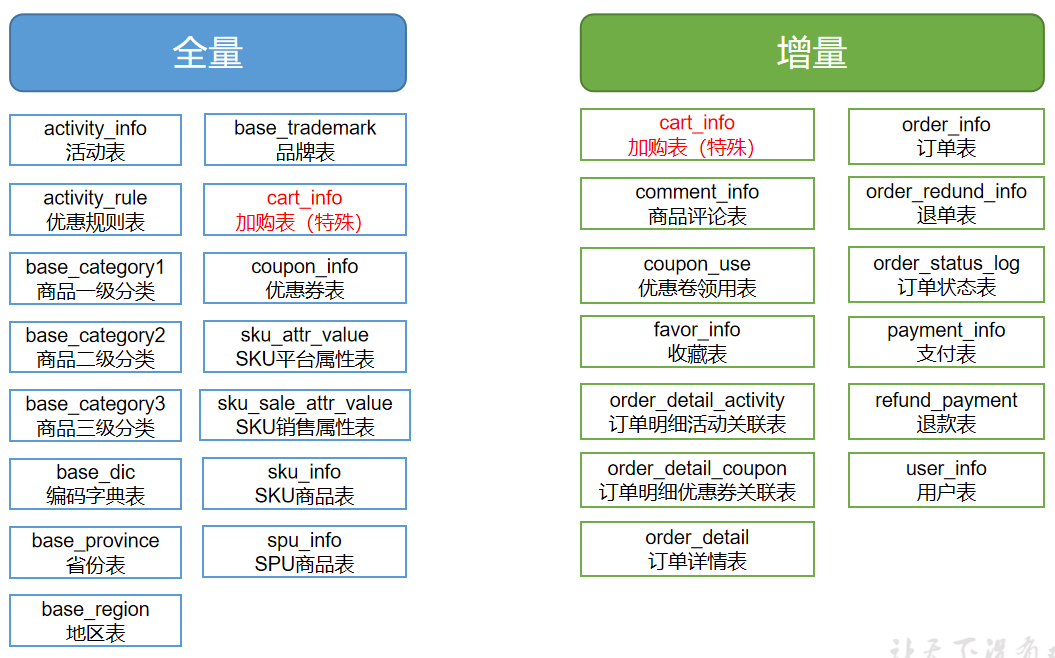 全量
activity_info
活动表
base_trademark
品牌表
activity_rule
优惠规则表
cart_info
加购表（特殊）
base_category1
商品一级分类
coupon_info
优惠券表
base_category2
商品二级分类
sku_attr_value
SKU平台属性表
base_category3
商品三级分类
sku_sale_attr_value
SKU销售属性表
base_dic
编码字典表
sku_info
SKU商品表
base_province
省份表
spu_info
SPU商品表
base_region
地区表
增量
cart_info
加购表（特殊）
order_info
订单表
comment_info
商品评论表
order_redund_info
退单表
coupon_use
优惠卷领用表
order_status_log
订单状态表
favor_info
收藏表
payment_info
支付表
order_detail_activity
订单明细活动关联表
refund_payment
退款表
order_detail_coupon
订单明细优惠券关联表
user_info
用户表
order_detail
订单详情表
让天下没有